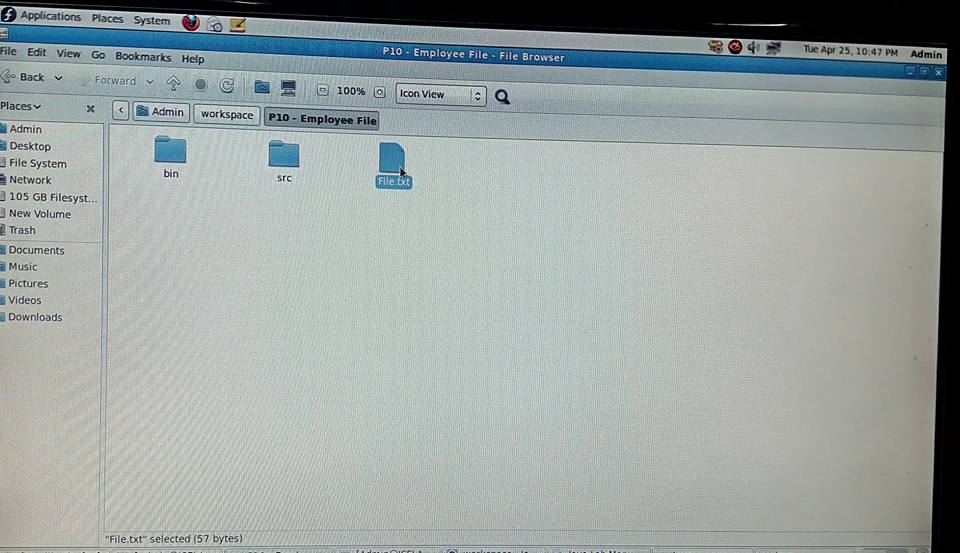 Applications Places System
Tue Apr 25, 10:47 PM Admin
P10 - Employee File - File Browser
File Edit View Go Bookmarks Help
Back Forward 100% Icon View
Places
< Admin workspace P10 - Employee File
Admin
Desktop
File System
Network
105 GB Filesyst...
New Volume
Trash
Documents
Music
Pictures
Videos
Downloads
bin
src
File.txt
"File.txt" selected (57 bytes)